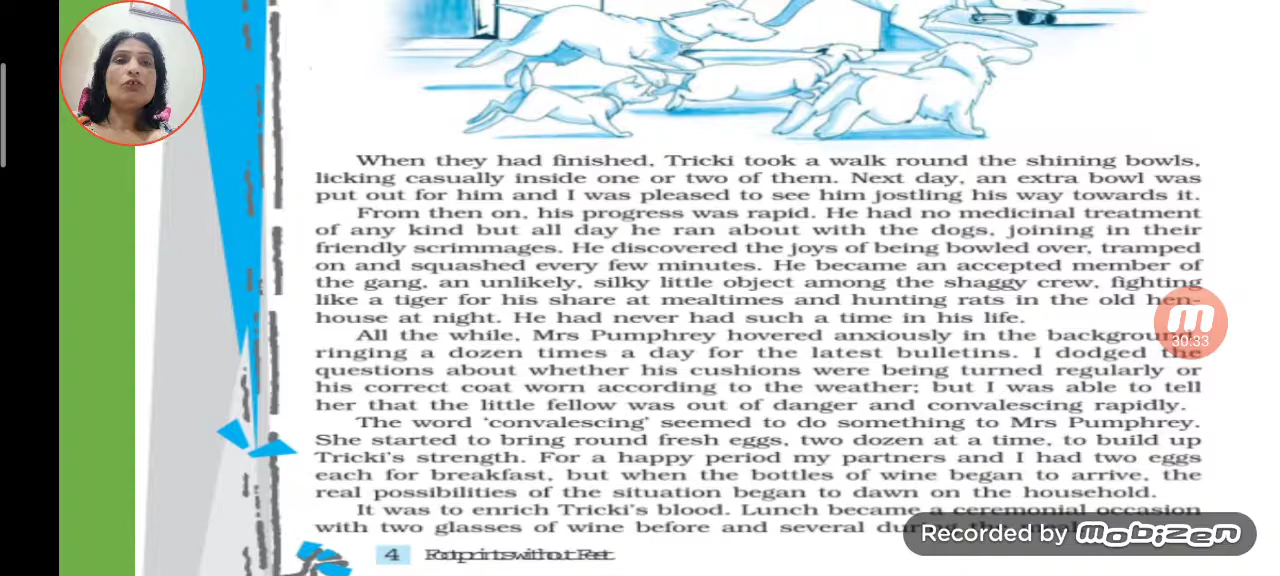 When they had finished, Tricki took a walk round the shining bowls,
licking casually inside one or two of them. Next day, an extra bowl was
put out for him and I was pleased to see him jostling his way towards it.
From then on, his progress was rapid. He had no medicinal treatment
of any kind but all day he ran about with the dogs, joining in their
friendly scrimmages. He discovered the joys of being bowled over, tramped
on and squashed every few minutes. He became an accepted member of
the gang, an unlikely, silky little object among the shaggy crew, fighting
like a tiger for his share at mealtimes and hunting rats in the old hen-
house at night. He had never had such a time in his life.
All the while, Mrs Pumphrey hovered anxiously in the background,
ringing a dozen times a day for the latest bulletins. I dodged the
questions about whether his cushions were being turned regularly or
his correct coat worn according to the weather; but I was able to tell
her that the little fellow was out of danger and convalescing rapidly.
The word ‘convalescing’ seemed to do something to Mrs Pumphrey.
She started to bring round fresh eggs, two dozen at a time, to build up
Tricki's strength. For a happy period my partners and I had two eggs
each for breakfast, but when the bottles of wine began to arrive, the
real possibilities of the situation began to dawn on the household.
It was to enrich Tricki's blood. Lunch became a ceremonial occasion
with two glasses of wine before and several
4 Footprints without Feet
30:33
Recorded by mobizen